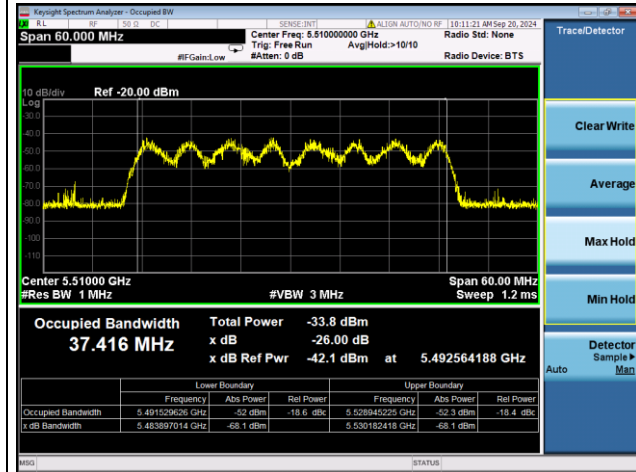 Keysight Spectrum Analyzer - Occupied BW
RL RF 50 Ω DC SENSE:INT ALIGN AUTO/NO RF 10:11:21 AM Sep 20, 2024
Span 60.000 MHz
Center Freq: 5.510000000 GHz Radio Std: None
Trig: Free Run Avg|Hold:>10/10
#IFGain:Low #Atten: 0 dB Radio Device: BTS
Trace/Detector
10 dB/div Ref -20.00 dBm
Log
-30.0
-40.0
-50.0
-60.0
-70.0
-80.0
-90.0
-100
-110
Center 5.51000 GHz Span 60.00 MHz
#Res BW 1 MHz #VBW 3 MHz Sweep 1.2 ms
Occupied Bandwidth Total Power -33.8 dBm
37.416 MHz x dB -26.00 dB
x dB Ref Pwr -42.1 dBm at 5.492564188 GHz
Lower Boundary Upper Boundary
Frequency Abs Power Rel Power Frequency Abs Power Rel Power
Occupied Bandwidth 5.491529626 GHz -52 dBm -18.6 dBc 5.528945225 GHz -52.3 dBm -18.4 dBc
x dB Bandwidth 5.483897014 GHz -68.1 dBm 5.530182418 GHz -68.1 dBm
Clear Write
Average
Max Hold
Min Hold
Detector
Sample
Auto Man
MSG STATUS